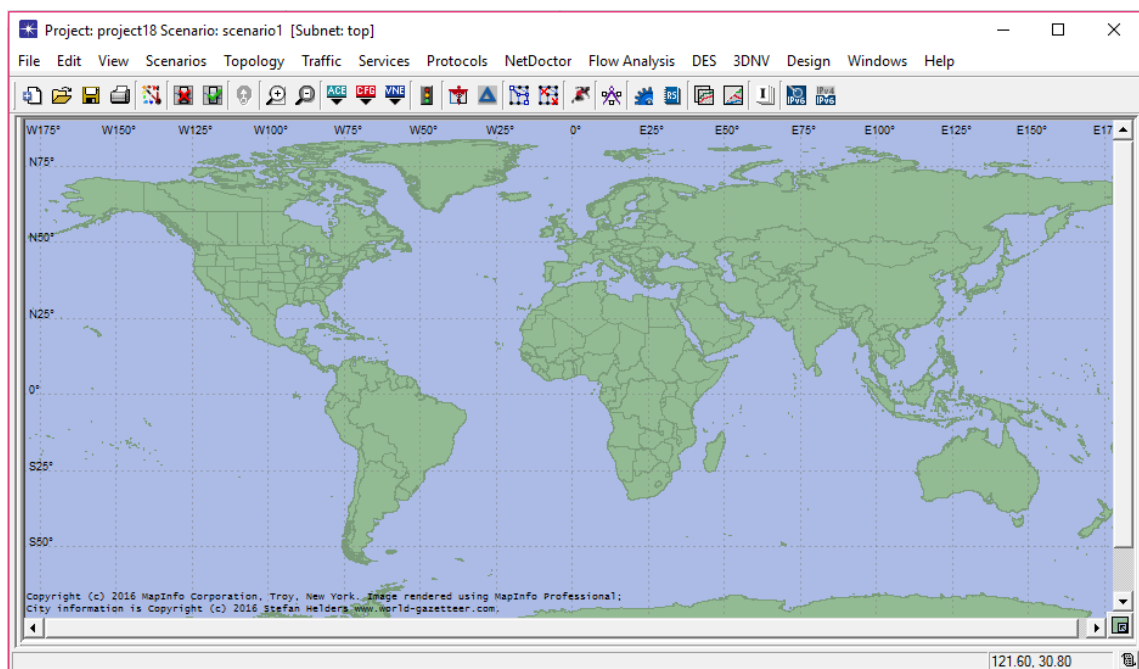 Project: project18 Scenario: scenario1 [Subnet: top]
File Edit View Scenarios Topology Traffic Services Protocols NetDoctor Flow Analysis DES 3DNV Design Windows Help
ACE CFG VNE RS I IPv6 IPv4 IPv6
W175° W150° W125° W100° W75° W50° W25° 0° E25° E50° E75° E100° E125° E150° E17
N75°
N50°
N25°
0°
S25°
S50°
Copyright (c) 2016 MapInfo Corporation, Troy, New York. Image rendered using MapInfo Professional;
City information is Copyright (c) 2016 Stefan Helders www.world-gazetteer.com.
121.60, 30.80